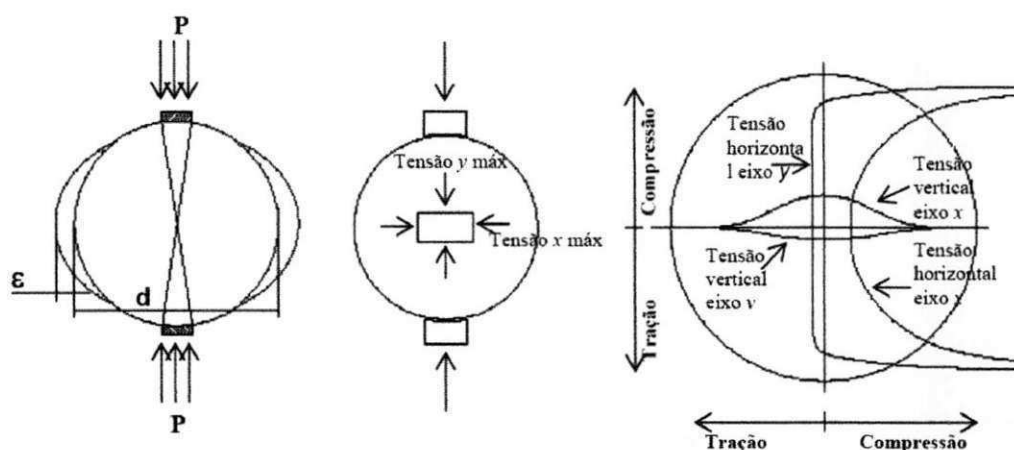 P
ε
d
P
Tensão y máx
Tensão x máx
Compressão
Tração
Tensão
horizonta
l eixo y
Tensão
vertical
eixo x
Tensão
vertical
eixo v
Tensão
horizontal
eixo x
Tração
Compressão